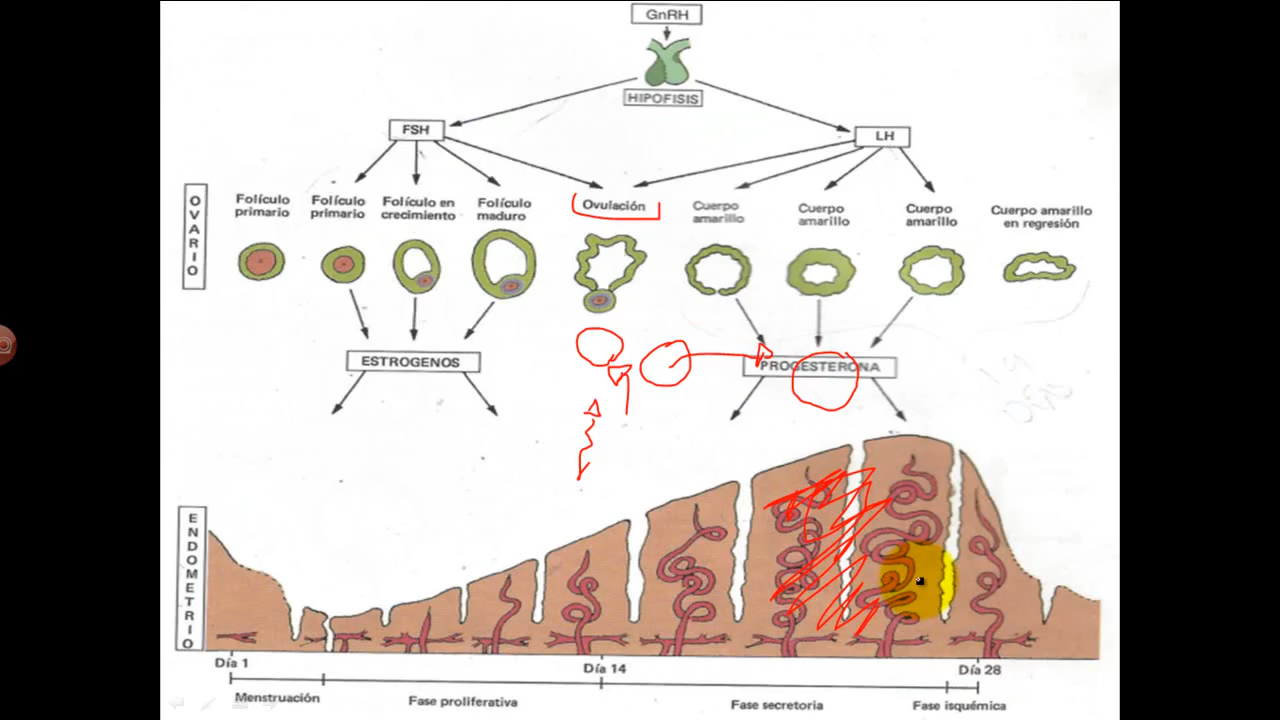 GnRH
HIPOFISIS
FSH
LH
OVARIO
Folículo
primario
Folículo
primario
Folículo en
crecimiento
Folículo
maduro
Ovulación
Cuerpo
amarillo
Cuerpo
amarillo
Cuerpo
amarillo
Cuerpo amarillo
en regresión
ESTROGENOS
PROGESTERONA
ENDOMETRIO
Día 1
Día 14
Día 28
Menstruación
Fase proliferativa
Fase secretoria
Fase isquémica